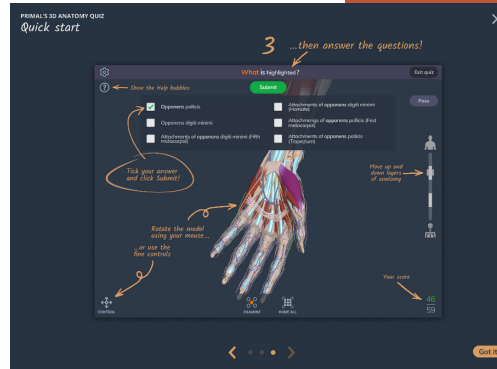 PRIMAL'S 3D ANATOMY QUIZ
Quick start
3 ...then answer the questions!
What is highlighted?
Exit quiz
Show the Help bubbles
Submit
Pass
Opponens pollicis
Opponens digiti minimi
Attachments of opponens digiti minimi (Fifth
metacarpal)
Attachments of opponens digiti minimi
(Hamate)
Attachments of opponens pollicis (First
metacarpal)
Attachments of opponens pollicis
(Trapezium)
Tick your answer
and click Submit!
Move up and
down layers
of anatomy
Rotate the model
using your mouse...
...or use the
fine controls
Your score
46
59
CONTROL
EXAMINE
HOME ALL
Got it